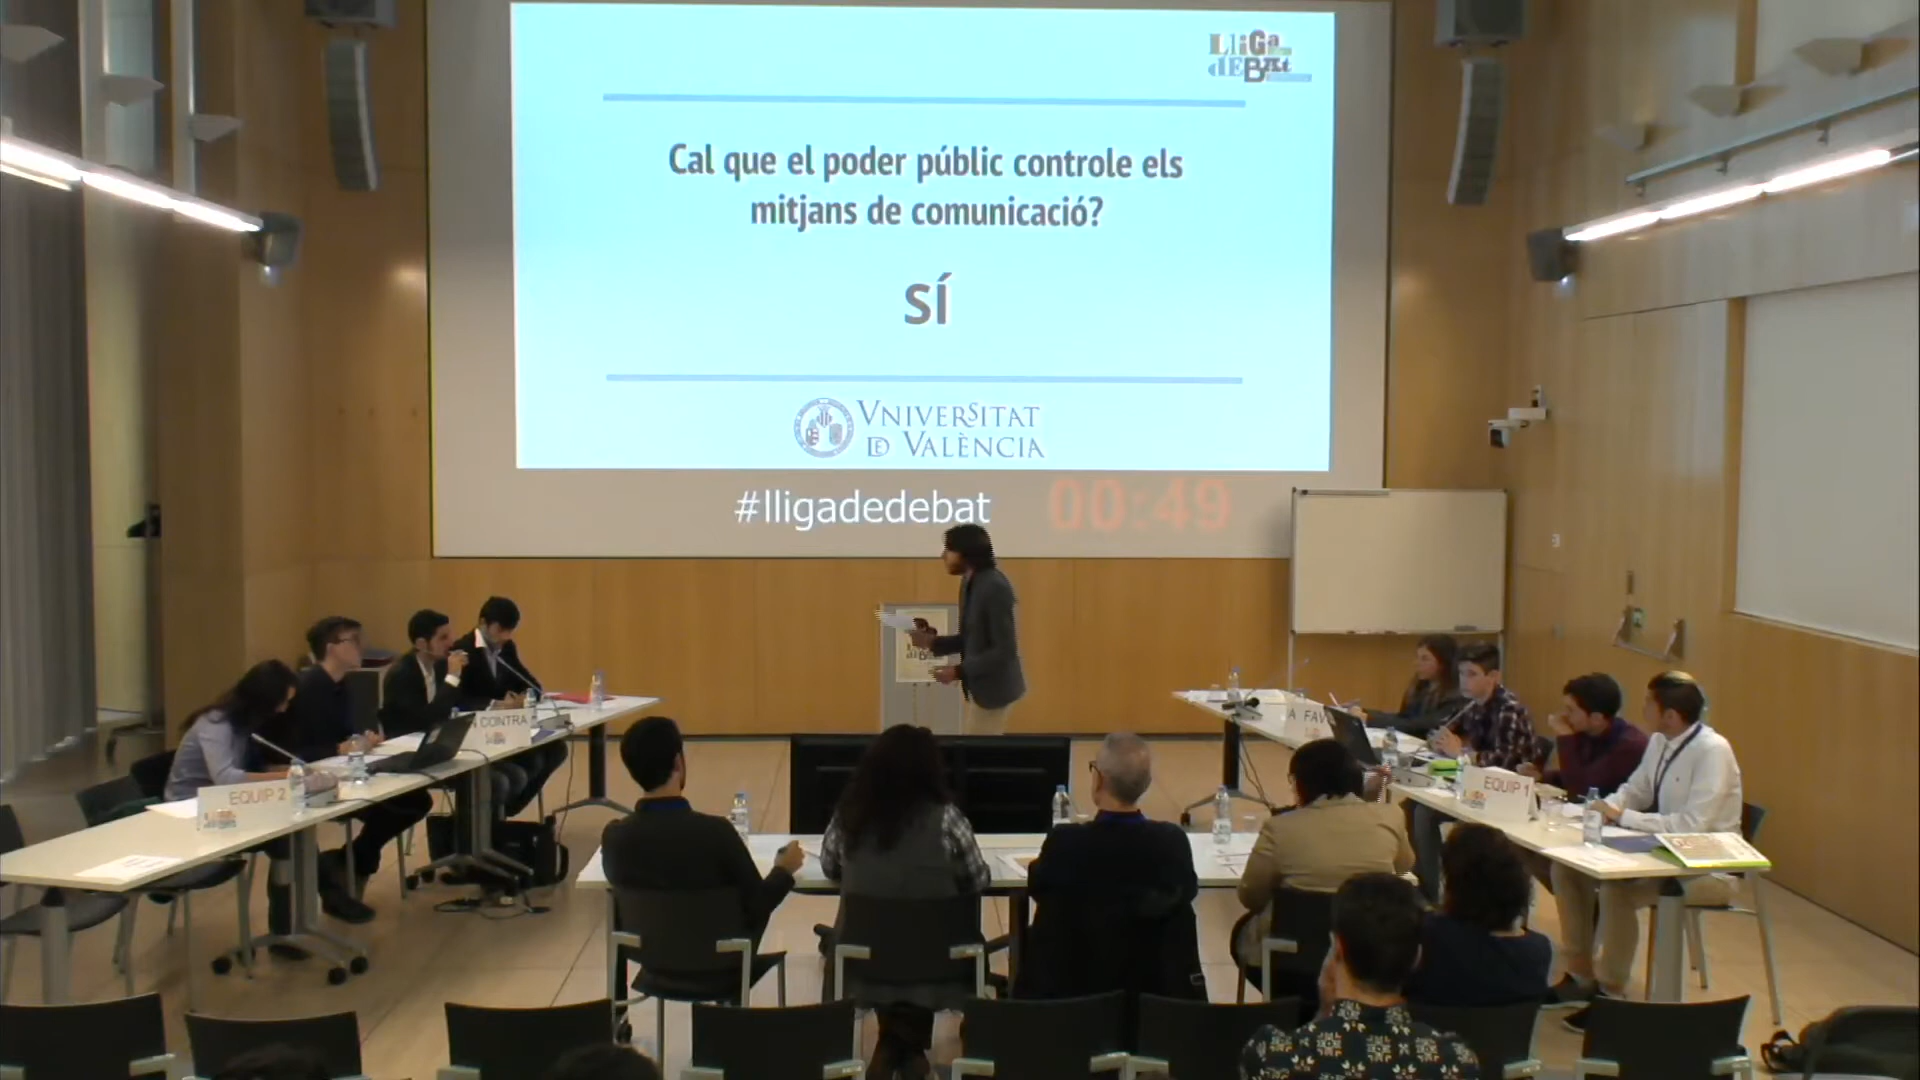 LLiGa
dEBAt
Cal que el poder públic controle els
mitjans de comunicació?
SÍ
VNIVERSITAT
DE VALÈNCIA
#lligadedebat
00:49
CONTRA
EQUIP 2
A FAV
EQUIP 1